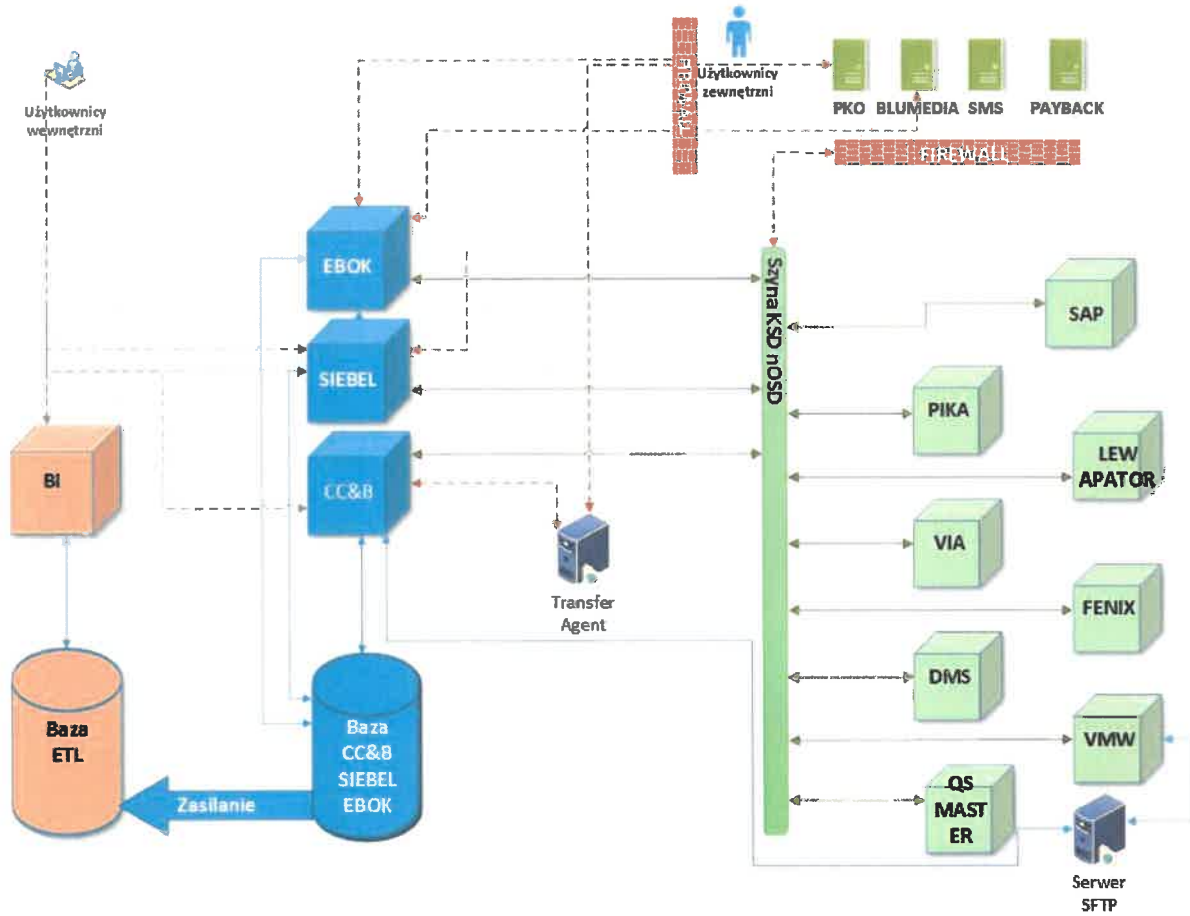 Użytkownicy
wewnętrzni
Użytkownicy
zewnętrzni
PKO
BLUMEDIA
SMS
PAYBACK
FIREWALL
EBOK
SIEBEL
CC&B
BI
Szyna KSD nOSD
SAP
PIKA
LEW
APATOR
VIA
FENIX
DMS
VMW
QS
MAST
ER
Transfer
Agent
Baza
ETL
Zasilanie
Baza
CC&B
SIEBEL
EBOK
Serwer
SFTP